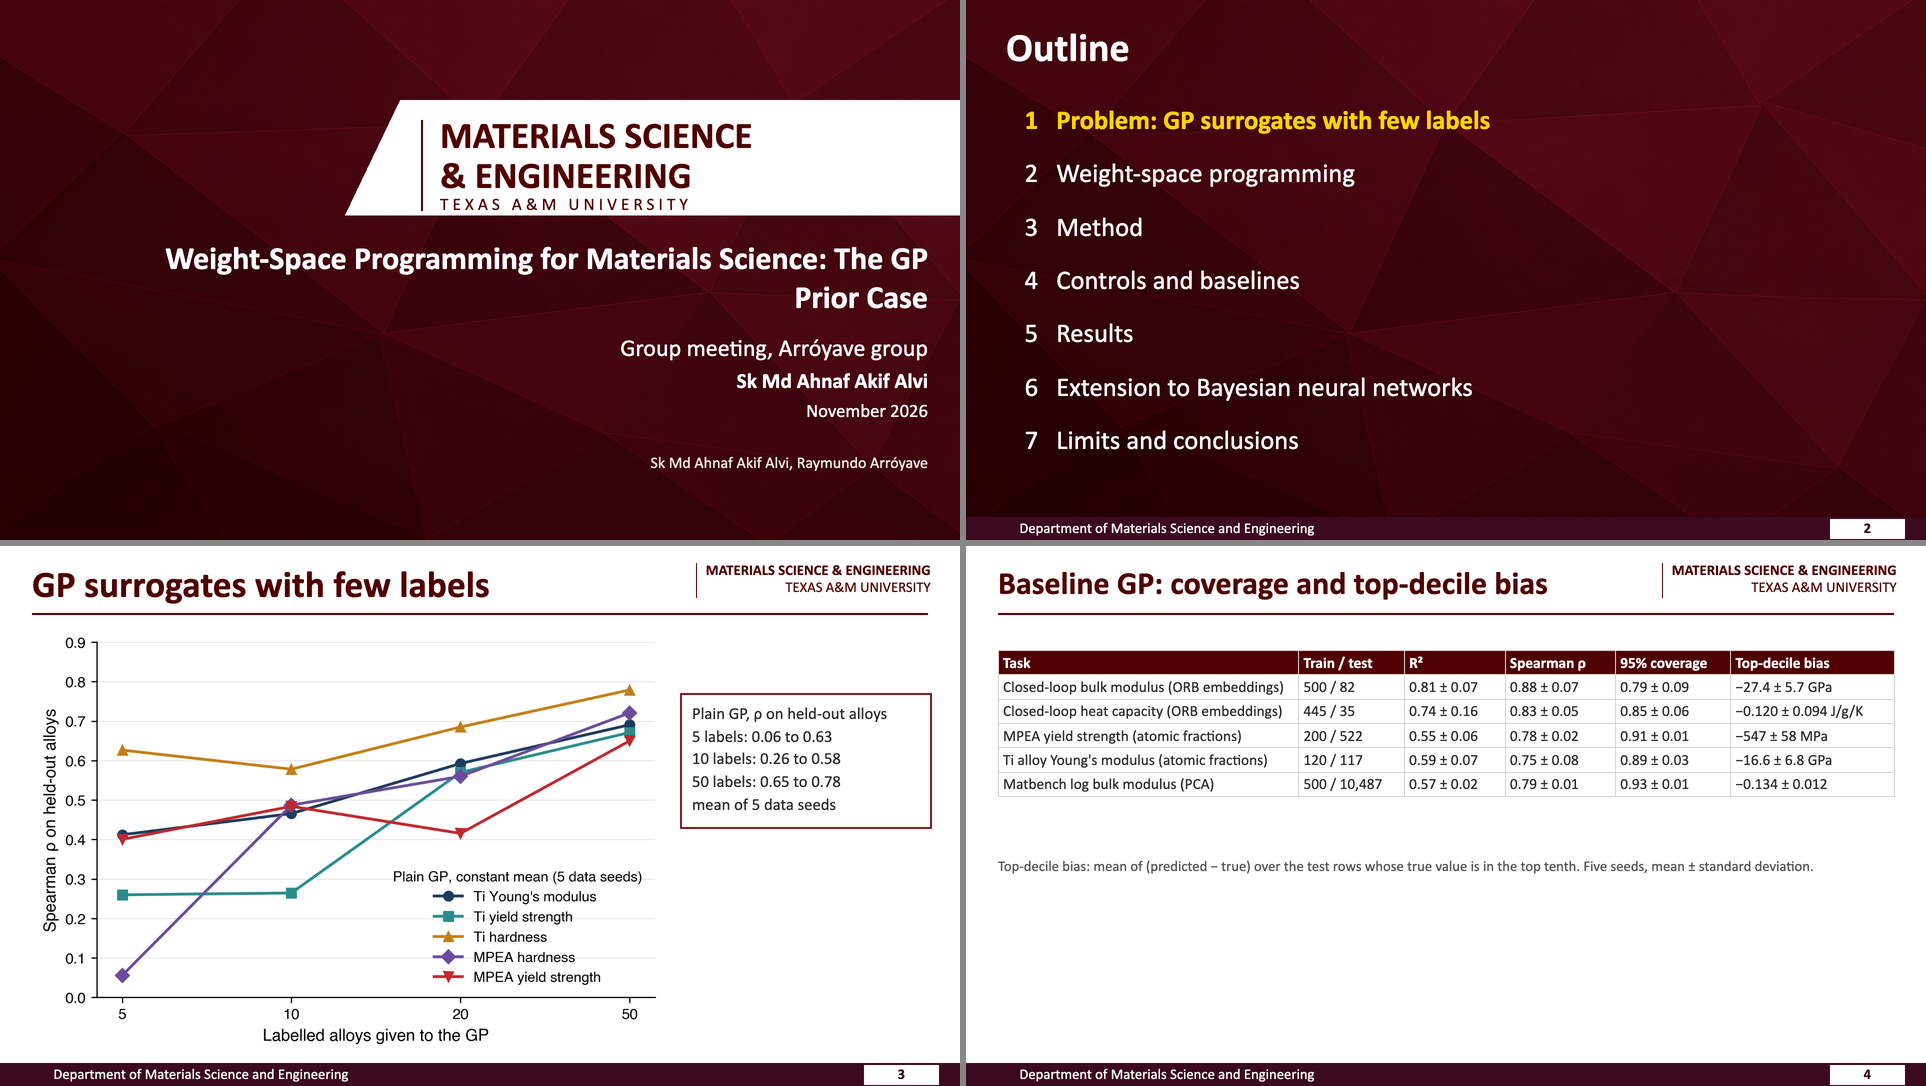 MATERIALS SCIENCE
& ENGINEERING
TEXAS A&M UNIVERSITY
Weight-Space Programming for Materials Science: The GP
Prior Case
Group meeting, Arróyave group
Sk Md Ahnaf Akif Alvi
November 2026
Sk Md Ahnaf Akif Alvi, Raymundo Arróyave
Outline
1 Problem: GP surrogates with few labels
2 Weight-space programming
3 Method
4 Controls and baselines
5 Results
6 Extension to Bayesian neural networks
7 Limits and conclusions
Department of Materials Science and Engineering 2
GP surrogates with few labels
MATERIALS SCIENCE & ENGINEERING
TEXAS A&M UNIVERSITY
Spearman ρ on held-out alloys
0.9
0.8
0.7
0.6
0.5
0.4
0.3
0.2
0.1
0.0
5 10 20 50
Labelled alloys given to the GP
Plain GP, constant mean (5 data seeds)
Ti Young's modulus
Ti yield strength
Ti hardness
MPEA hardness
MPEA yield strength
Plain GP, ρ on held-out alloys
5 labels: 0.06 to 0.63
10 labels: 0.26 to 0.58
50 labels: 0.65 to 0.78
mean of 5 data seeds
Department of Materials Science and Engineering 3
Baseline GP: coverage and top-decile bias
MATERIALS SCIENCE & ENGINEERING
TEXAS A&M UNIVERSITY
Task Train / test R² Spearman ρ 95% coverage Top-decile bias
Closed-loop bulk modulus (ORB embeddings) 500 / 82 0.81 ± 0.07 0.88 ± 0.07 0.79 ± 0.09 −27.4 ± 5.7 GPa
Closed-loop heat capacity (ORB embeddings) 445 / 35 0.74 ± 0.16 0.83 ± 0.05 0.85 ± 0.06 −0.120 ± 0.094 J/g/K
MPEA yield strength (atomic fractions) 200 / 522 0.55 ± 0.06 0.78 ± 0.02 0.91 ± 0.01 −547 ± 58 MPa
Ti alloy Young's modulus (atomic fractions) 120 / 117 0.59 ± 0.07 0.75 ± 0.08 0.89 ± 0.03 −16.6 ± 6.8 GPa
Matbench log bulk modulus (PCA) 500 / 10,487 0.57 ± 0.02 0.79 ± 0.01 0.93 ± 0.01 −0.134 ± 0.012
Top-decile bias: mean of (predicted − true) over the test rows whose true value is in the top tenth. Five seeds, mean ± standard deviation.
Department of Materials Science and Engineering 4